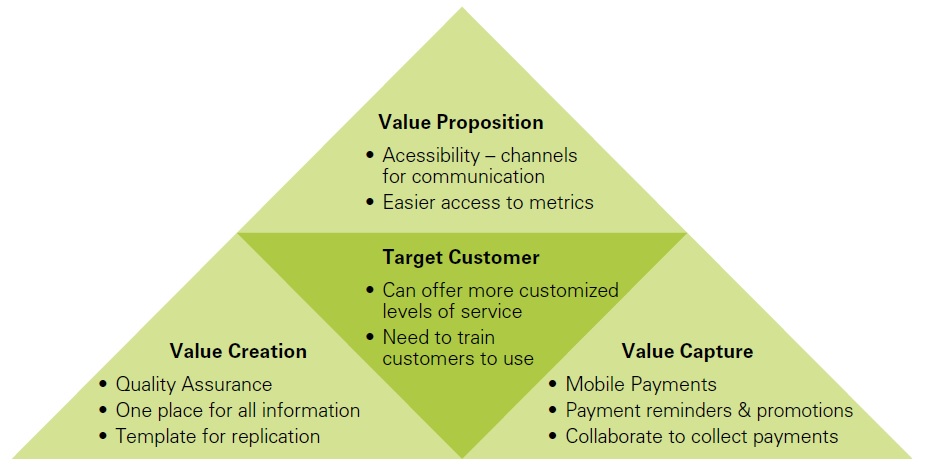 Value Proposition
• Acessibility – channels
for communication
• Easier access to metrics
Target Customer
• Can offer more customized
levels of service
• Need to train
customers to use
Value Creation
• Quality Assurance
• One place for all information
• Template for replication
Value Capture
• Mobile Payments
• Payment reminders & promotions
• Collaborate to collect payments